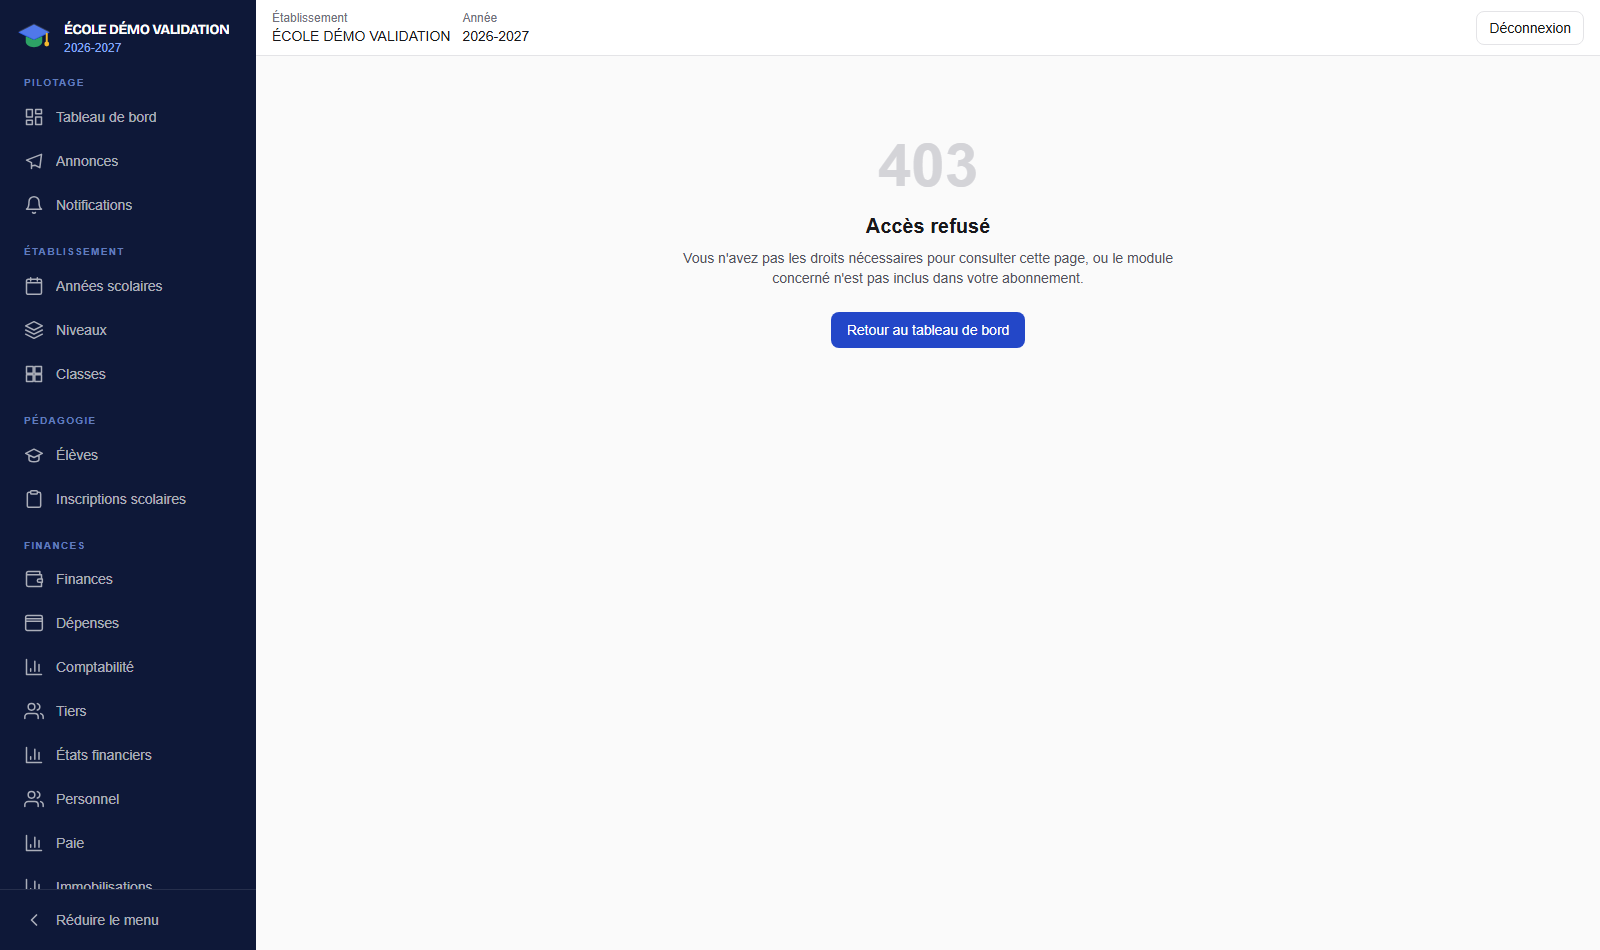 ÉCOLE DÉMO VALIDATION
2026-2027
PILOTAGE
Tableau de bord
Annonces
Notifications
ÉTABLISSEMENT
Années scolaires
Niveaux
Classes
PÉDAGOGIE
Élèves
Inscriptions scolaires
FINANCES
Finances
Dépenses
Comptabilité
Tiers
États financiers
Personnel
Paie
Immobilisations
Réduire le menu
Établissement
ÉCOLE DÉMO VALIDATION
Année
2026-2027
Déconnexion
403
Accès refusé
Vous n'avez pas les droits nécessaires pour consulter cette page, ou le module
concerné n'est pas inclus dans votre abonnement.
Retour au tableau de bord